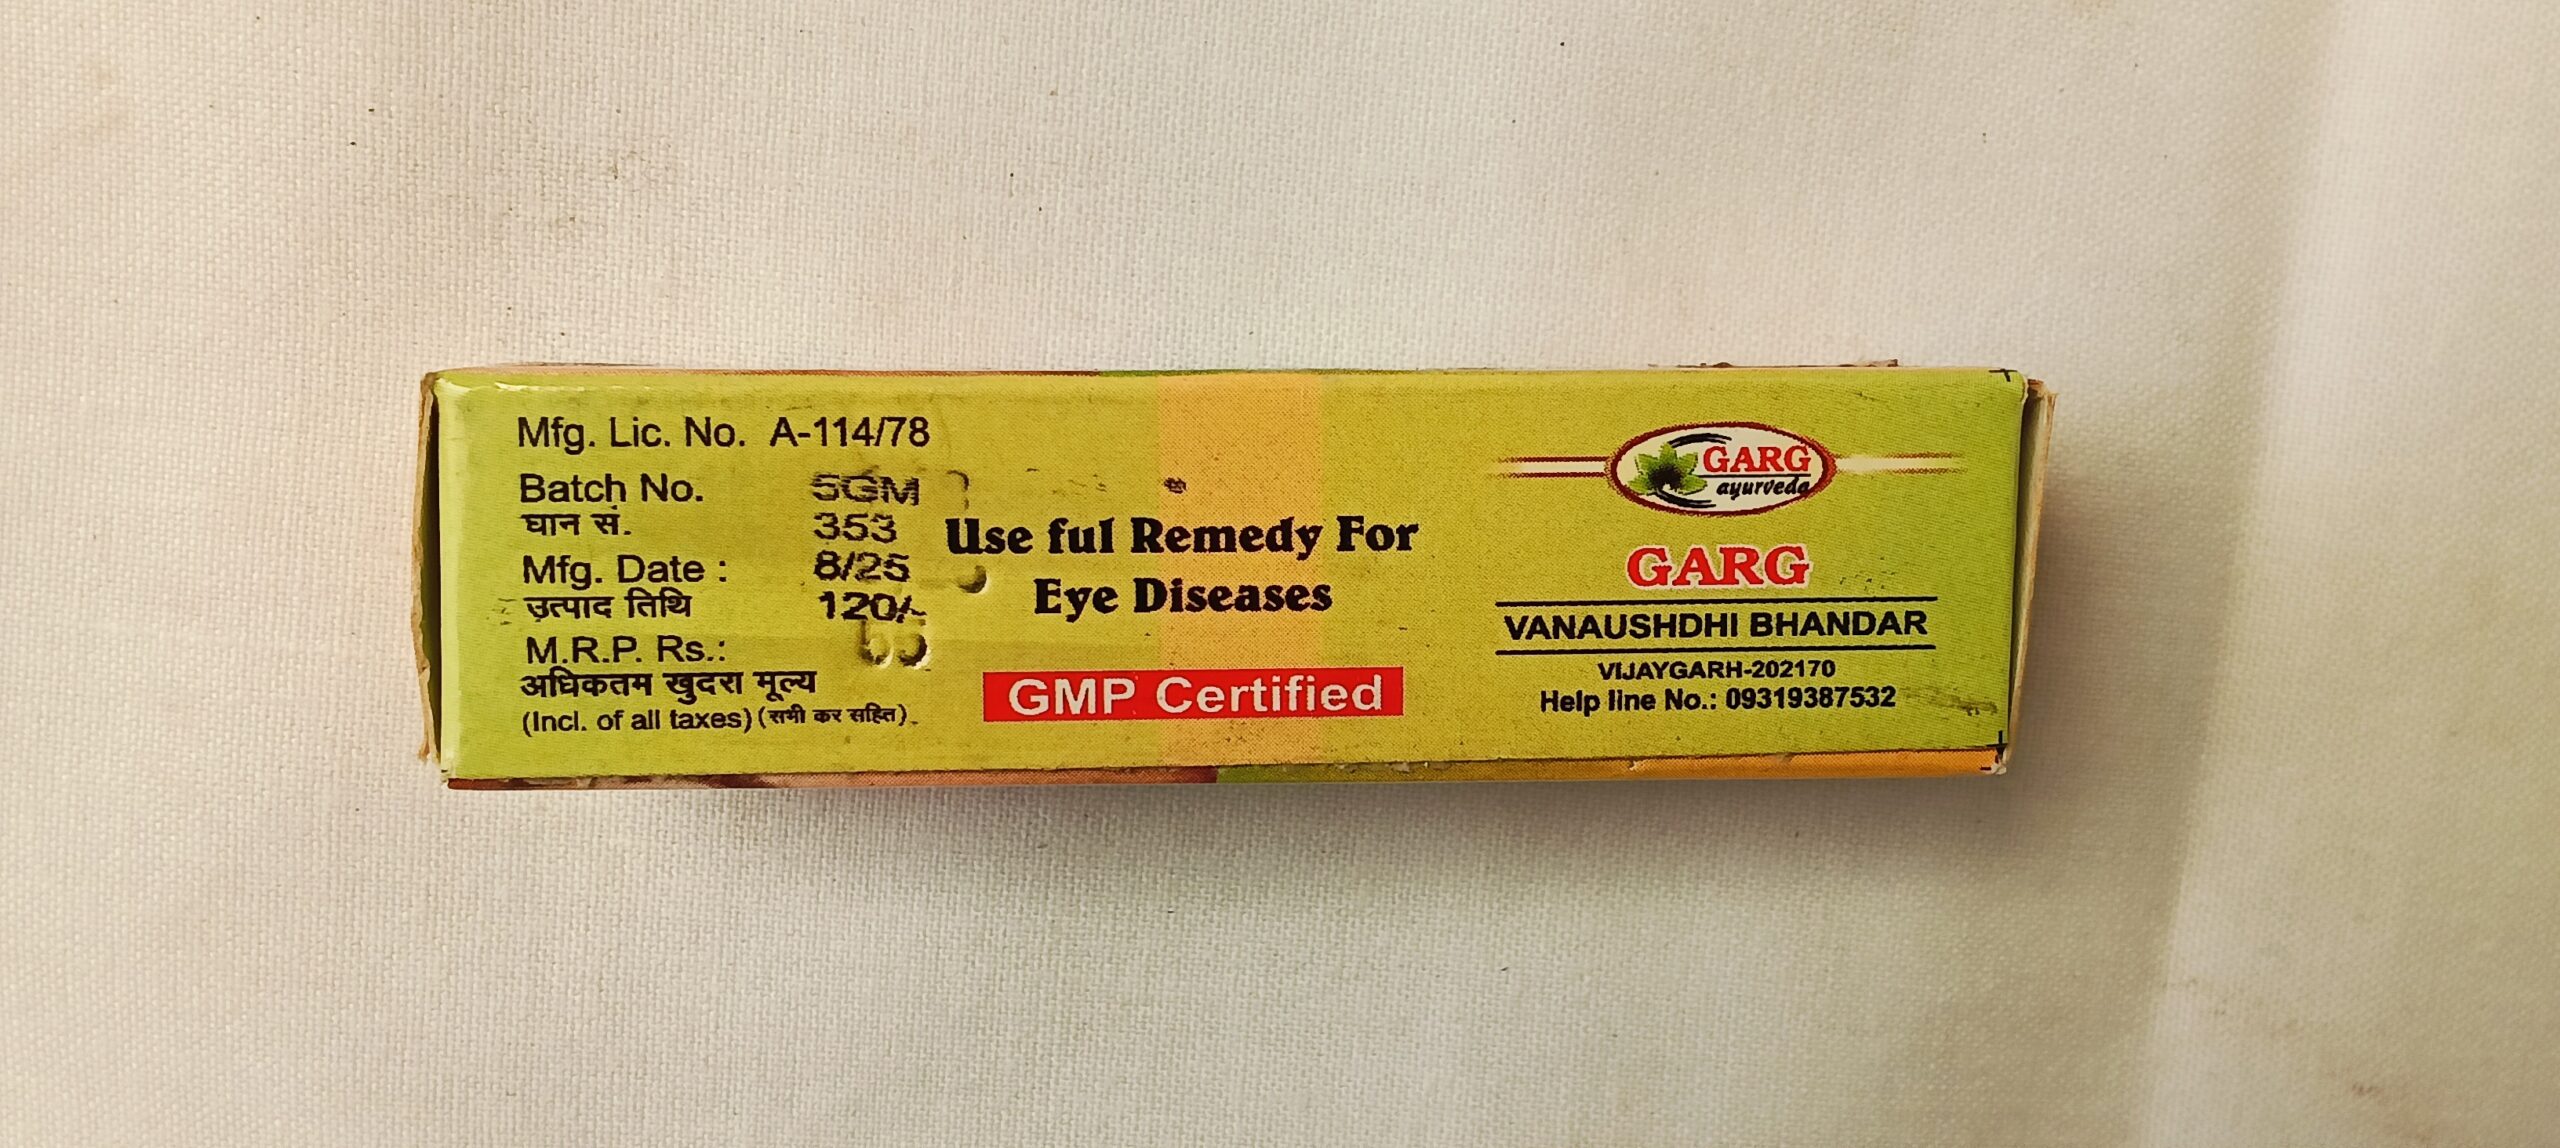 Mfg. Lic. No. A-114/78
Batch No. 5GM
घान सं. 353
Mfg. Date : 8/25
उत्पाद तिथि 120/-
M.R.P. Rs.:
अधिकतम खुदरा मूल्य
(Incl. of all taxes) (सभी कर सहित)
Use ful Remedy For
Eye Diseases
GMP Certified
GARG
ayurveda
GARG
VANAUSHDHI BHANDAR
VIJAYGARH-202170
Help line No.: 09319387532